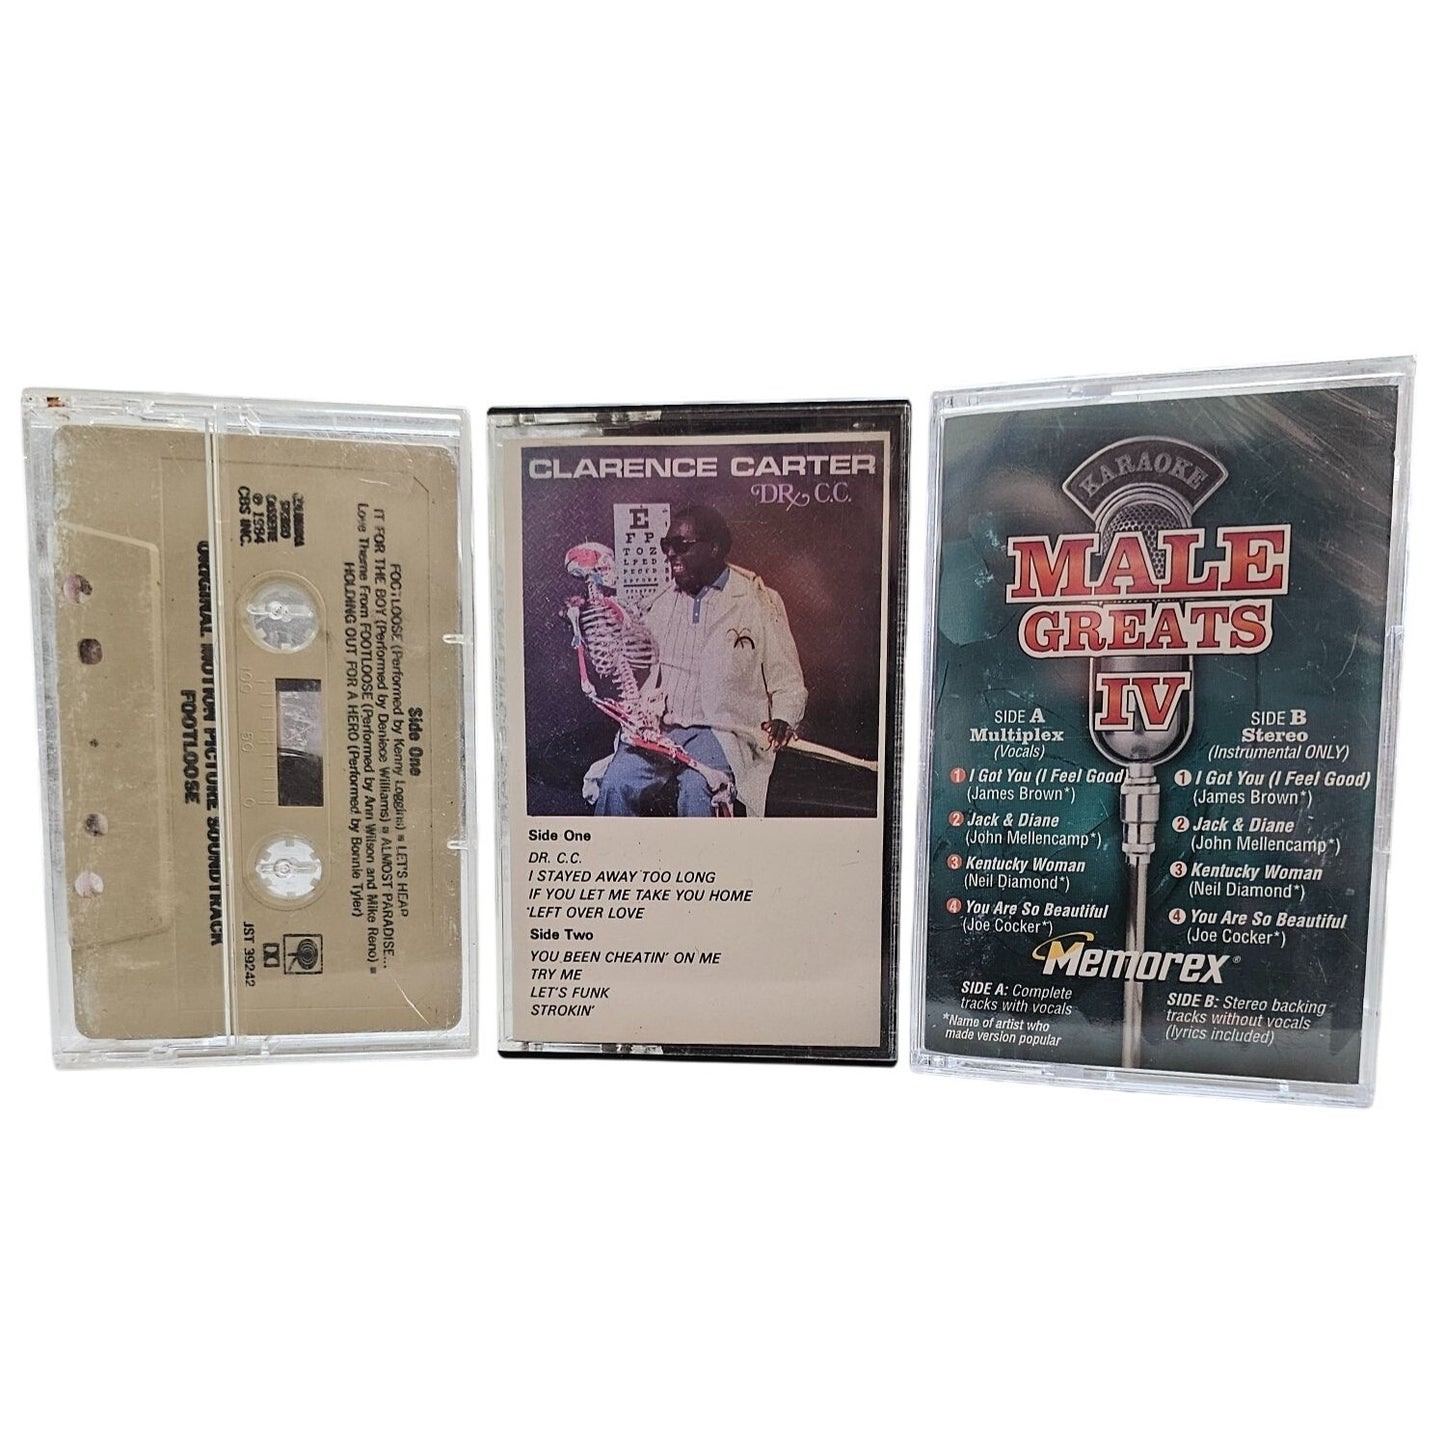 Side One
FOOTLOOSE (Performed by Kenny Loggins) ¤ LET'S HEAR
IT FOR THE BOY (Performed by Deniece Williams) ¤ ALMOST PARADISE...
Love Theme From FOOTLOOSE (Performed by Ann Wilson and Mike Reno) ¤
HOLDING OUT FOR A HERO (Performed by Bonnie Tyler)
COLUMBIA
STEREO
CASSETTE
℗ 1984
CBS INC.
100 50 0
JST 39242
ORIGINAL MOTION PICTURE SOUNDTRACK
FOOTLOOSE
CLARENCE CARTER
DR. C.C.
E
F P
T O Z
L P E D
P E C F D
Side One
DR. C.C.
I STAYED AWAY TOO LONG
IF YOU LET ME TAKE YOU HOME
LEFT OVER LOVE
Side Two
YOU BEEN CHEATIN' ON ME
TRY ME
LET'S FUNK
STROKIN'
KARAOKE
MALE
GREATS
IV
SIDE A
Multiplex
(Vocals)
1 I Got You (I Feel Good)
(James Brown*)
2 Jack & Diane
(John Mellencamp*)
3 Kentucky Woman
(Neil Diamond*)
4 You Are So Beautiful
(Joe Cocker*)
SIDE B
Stereo
(Instrumental ONLY)
1 I Got You (I Feel Good)
(James Brown*)
2 Jack & Diane
(John Mellencamp*)
3 Kentucky Woman
(Neil Diamond*)
4 You Are So Beautiful
(Joe Cocker*)
Memorex®
SIDE A: Complete
tracks with vocals
*Name of artist who
made version popular
SIDE B: Stereo backing
tracks without vocals
(lyrics included)